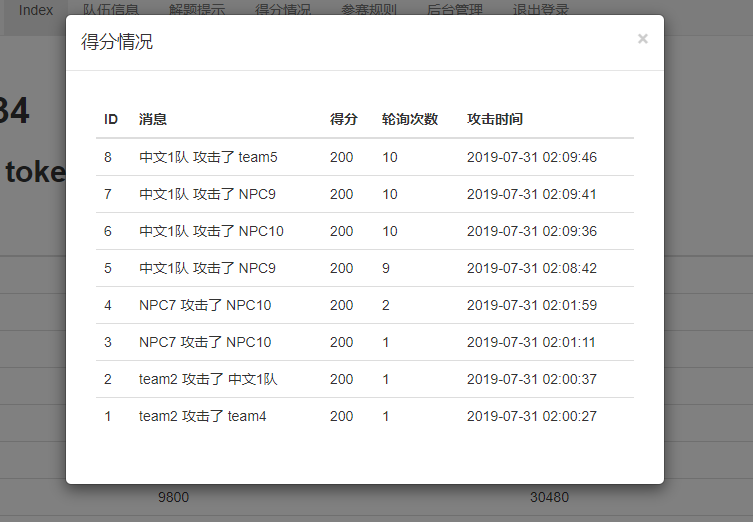 Index 队伍信息 解题提示 得分情况 参赛规则 后台管理 退出登录
得分情况 ×
34
toke
ID 消息 得分 轮询次数 攻击时间
8 中文1队 攻击了 team5 200 10 2019-07-31 02:09:46
7 中文1队 攻击了 NPC9 200 10 2019-07-31 02:09:41
6 中文1队 攻击了 NPC10 200 10 2019-07-31 02:09:36
5 中文1队 攻击了 NPC9 200 9 2019-07-31 02:08:42
4 NPC7 攻击了 NPC10 200 2 2019-07-31 02:01:59
3 NPC7 攻击了 NPC10 200 1 2019-07-31 02:01:11
2 team2 攻击了 中文1队 200 1 2019-07-31 02:00:37
1 team2 攻击了 team4 200 1 2019-07-31 02:00:27
9800 30480